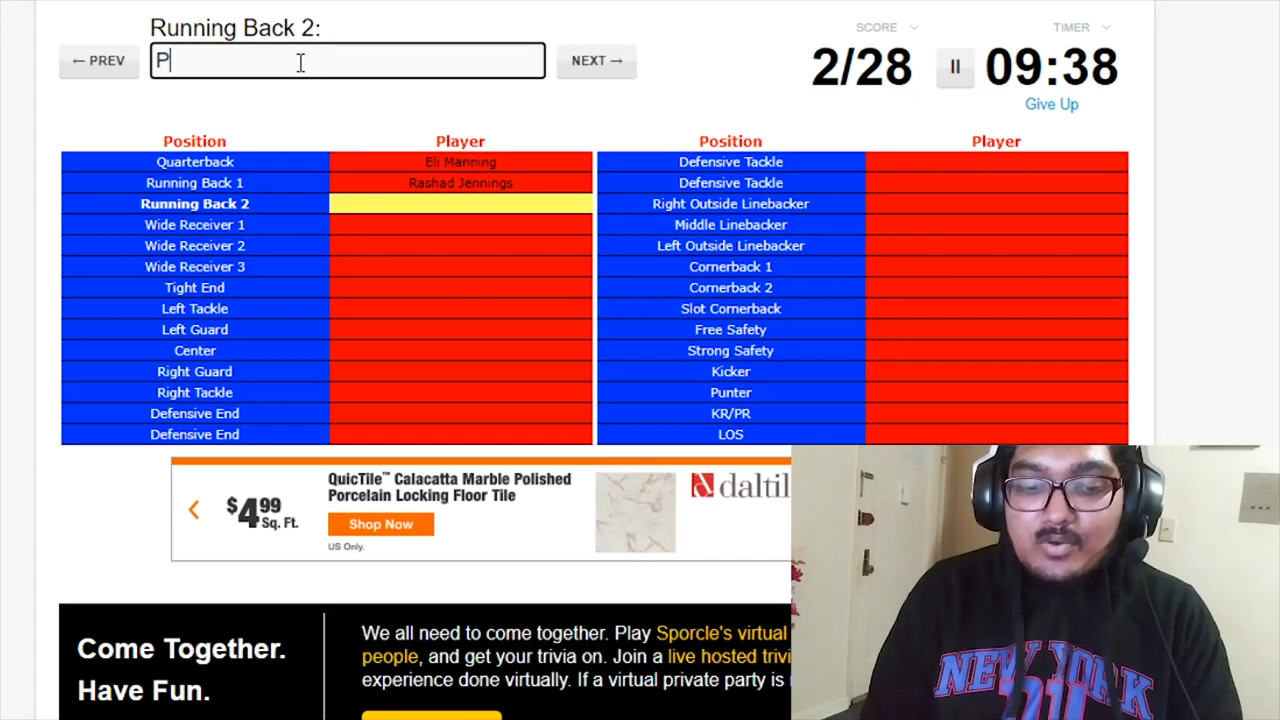 Running Back 2:
← PREV
P
NEXT →
SCORE
2/28
TIMER
09:38
Give Up
Position Player Position Player
Quarterback Eli Manning Defensive Tackle
Running Back 1 Rashad Jennings Defensive Tackle
Running Back 2 Right Outside Linebacker
Wide Receiver 1 Middle Linebacker
Wide Receiver 2 Left Outside Linebacker
Wide Receiver 3 Cornerback 1
Tight End Cornerback 2
Left Tackle Slot Cornerback
Left Guard Free Safety
Center Strong Safety
Right Guard Kicker
Right Tackle Punter
Defensive End KR/PR
Defensive End LOS
$4.99 Sq. Ft.
QuicTile™ Calacatta Marble Polished
Porcelain Locking Floor Tile
Shop Now
US Only.
daltil
Come Together.
Have Fun.
We all need to come together. Play Sporcle's virtual
people, and get your trivia on. Join a live hosted trivi
experience done virtually. If a virtual private party is
NEW YORK